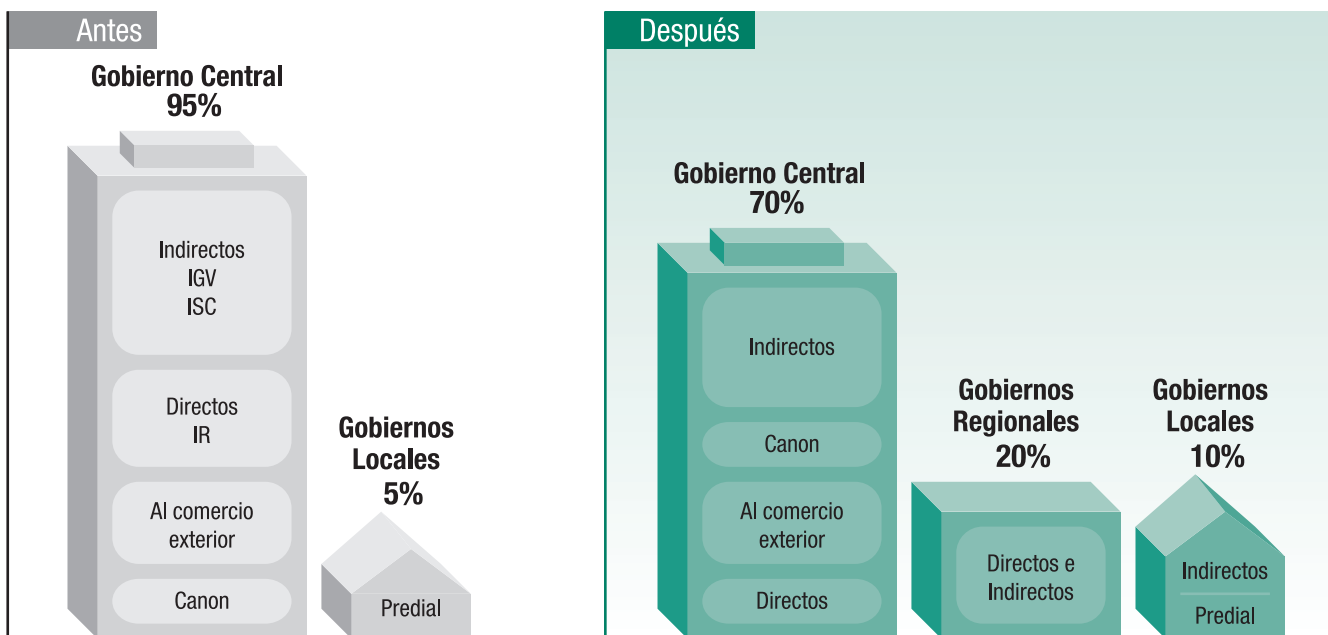 Antes
Gobierno Central
95%
Indirectos
IGV
ISC
Directos
IR
Al comercio
exterior
Canon
Gobiernos
Locales
5%
Predial
Después
Gobierno Central
70%
Indirectos
Canon
Al comercio
exterior
Directos
Gobiernos
Regionales
20%
Directos e
Indirectos
Gobiernos
Locales
10%
Indirectos
Predial